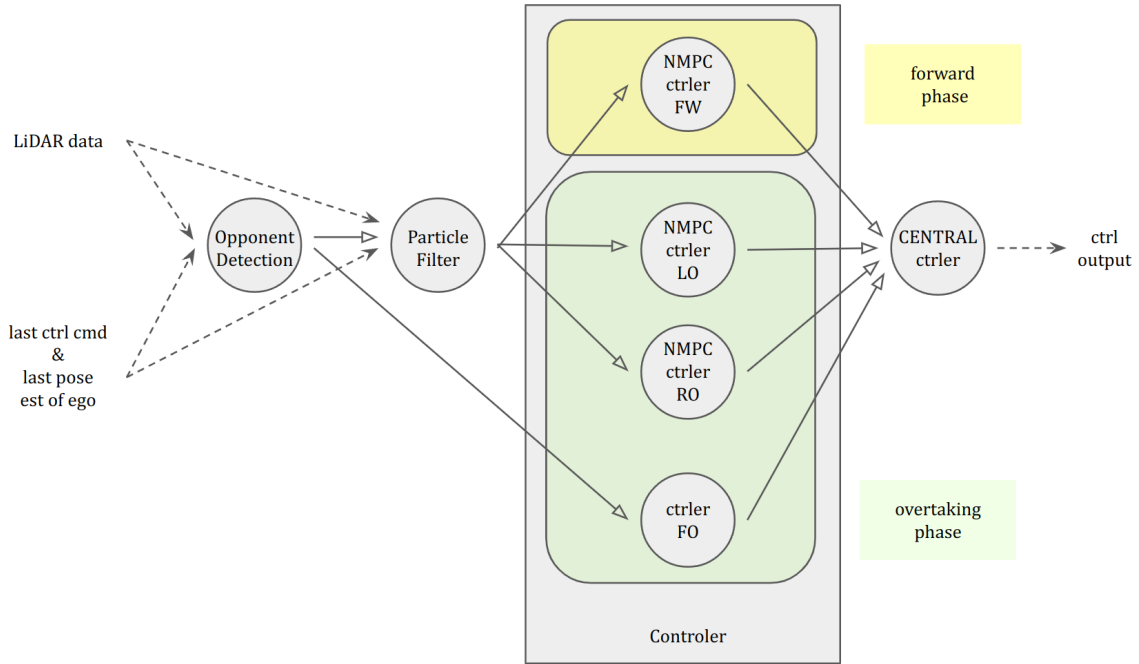 LiDAR data
last ctrl cmd
&
last pose
est of ego
Opponent
Detection
Particle
Filter
NMPC
ctrler
FW
NMPC
ctrler
LO
NMPC
ctrler
RO
ctrler
FO
Controler
CENTRAL
ctrler
ctrl
output
forward
phase
overtaking
phase